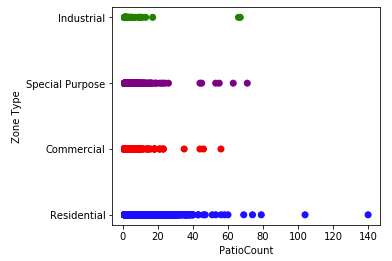 Industrial
Special Purpose
Commercial
Residential
Zone Type
0 20 40 60 80 100 120 140
PatioCount